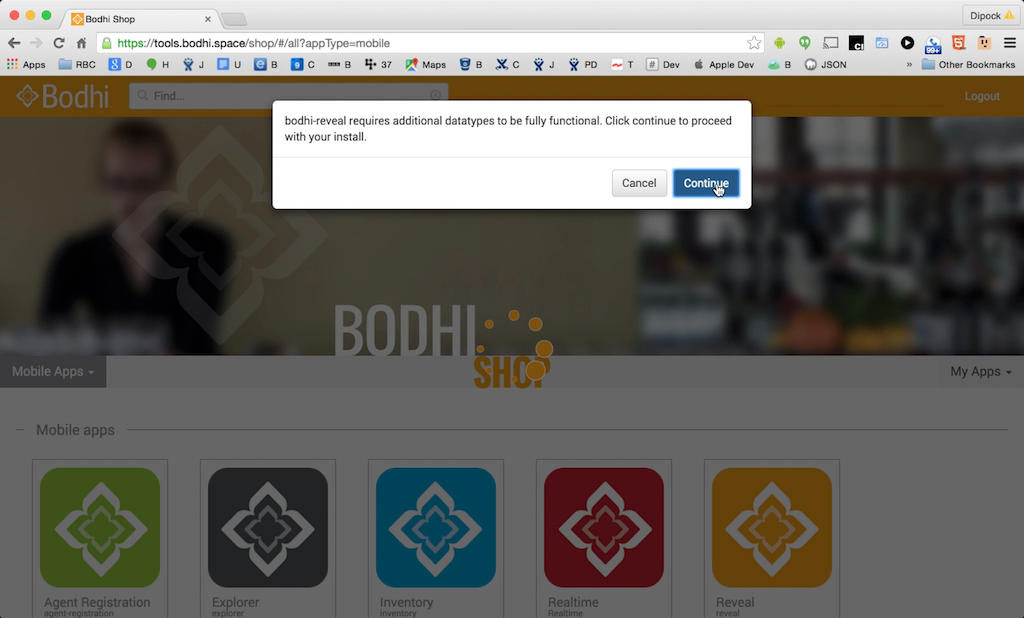 Bodhi Shop
Dipock
https://tools.bodhi.space/shop/#/all?appType=mobile
Apps RBC D H J U B C B 37 Maps B C J PD T Dev Apple Dev B JSON » Other Bookmarks
Bodhi Find... Logout
bodhi-reveal requires additional datatypes to be fully functional. Click continue to proceed
with your install.
Cancel Continue
BODHI
SHOP
Mobile Apps My Apps
Mobile apps
Agent Registration Explorer Inventory Realtime Reveal
agent-registration explorer inventory Realtime reveal